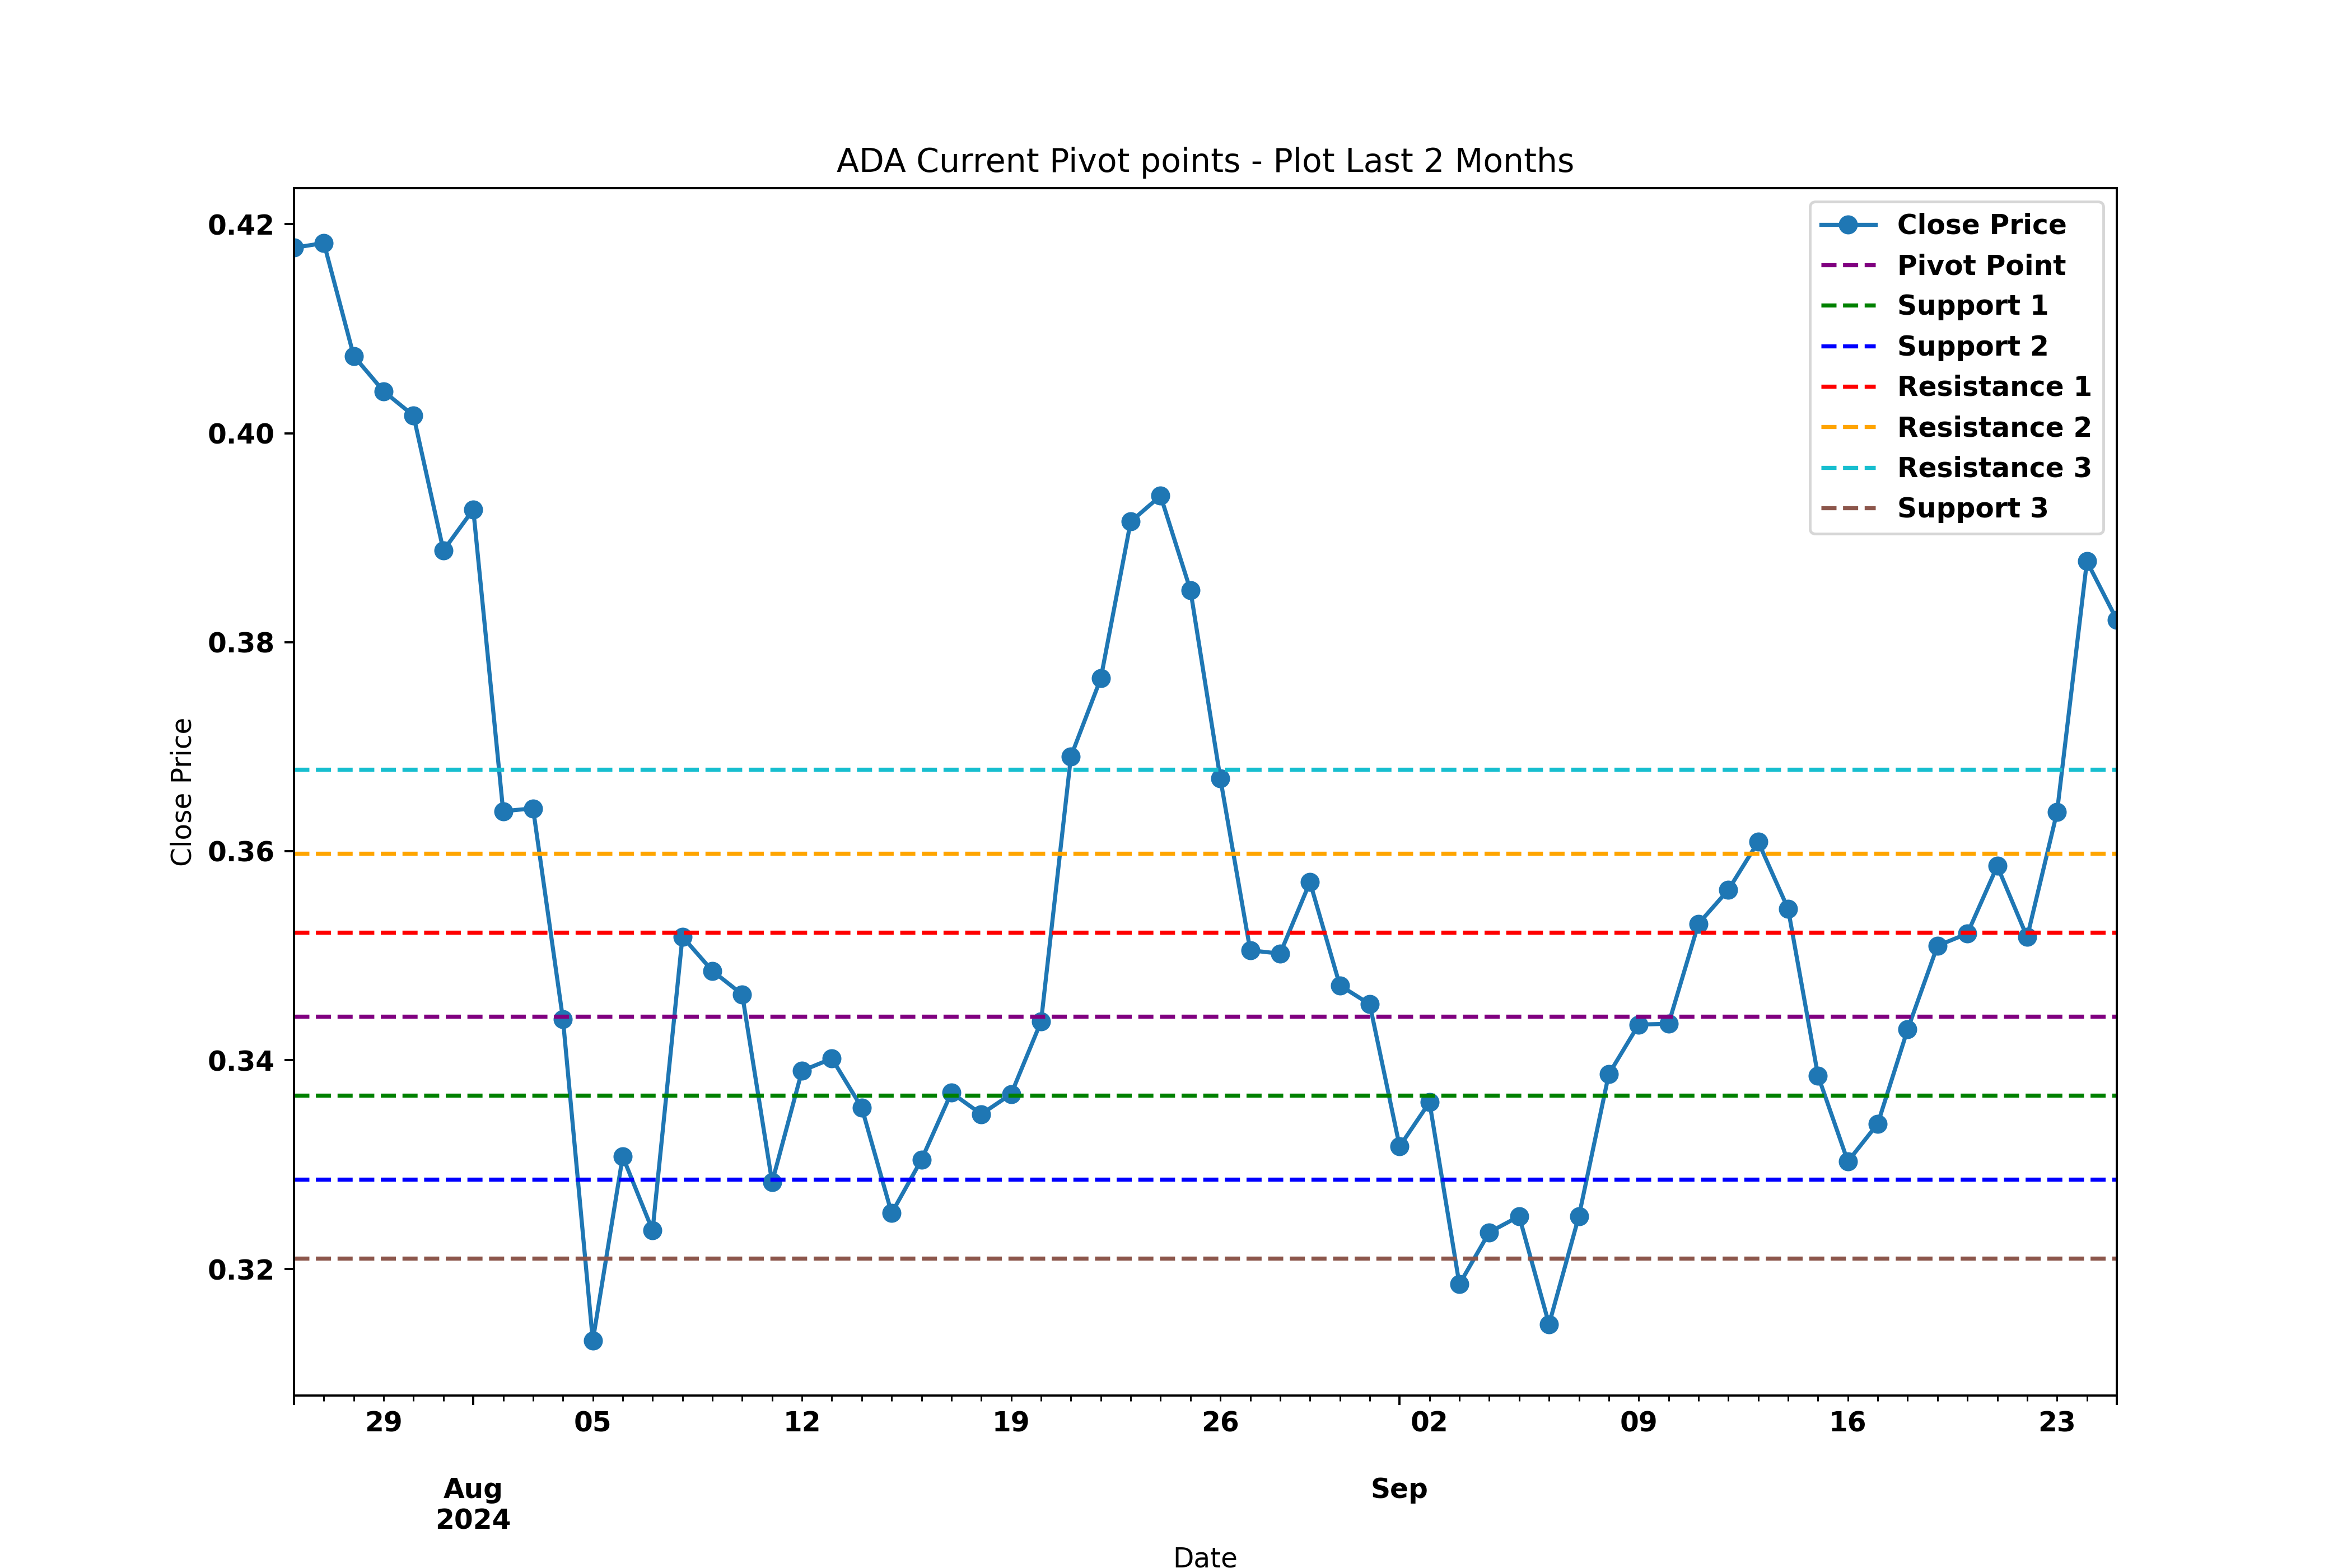 ADA Current Pivot points - Plot Last 2 Months
0.42
0.40
0.38
0.36
0.34
0.32
Close Price
Close Price
Pivot Point
Support 1
Support 2
Resistance 1
Resistance 2
Resistance 3
Support 3
29 05 12 19 26 02 09 16 23
Aug Sep
2024
Date